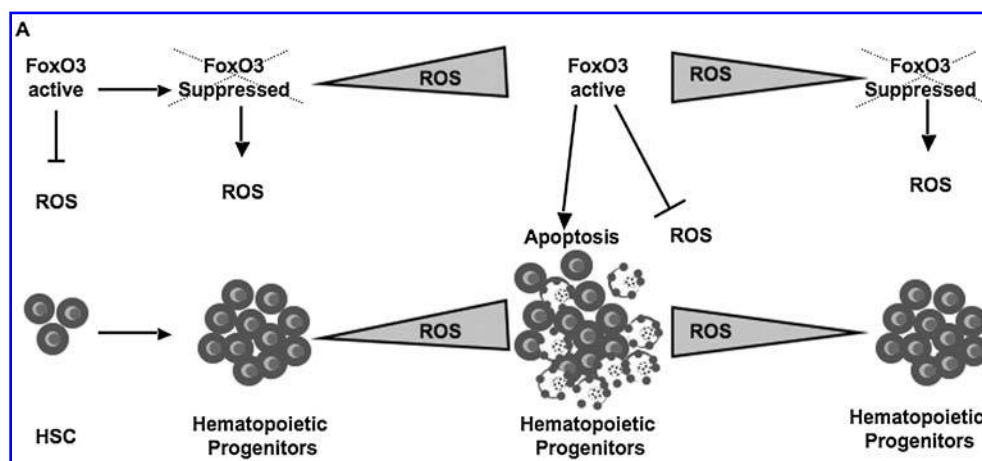 A
FoxO3
active
FoxO3
Suppressed
ROS
FoxO3
active
ROS
FoxO3
Suppressed
ROS
ROS
ROS
Apoptosis
ROS
ROS
ROS
HSC
Hematopoietic
Progenitors
Hematopoietic
Progenitors
Hematopoietic
Progenitors